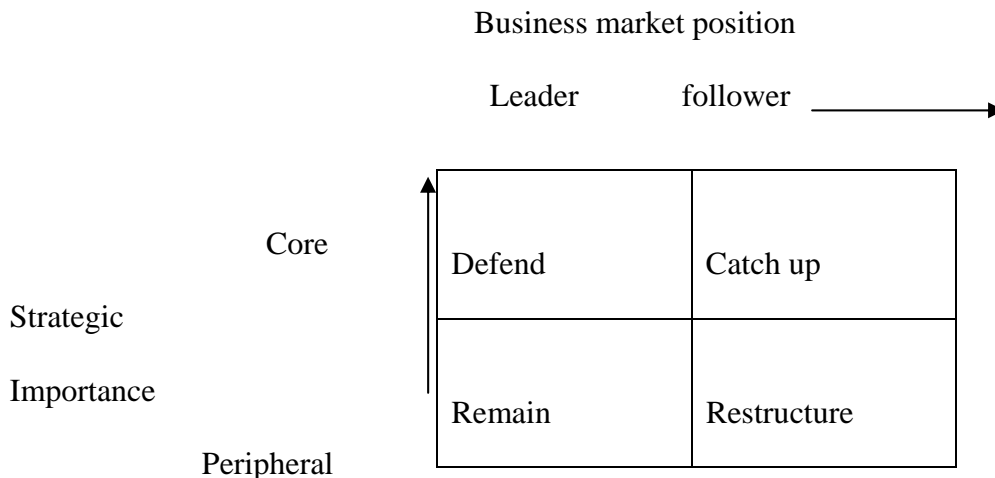 Business market position
Leader follower
Core
Defend Catch up
Strategic
Importance
Remain Restructure
Peripheral